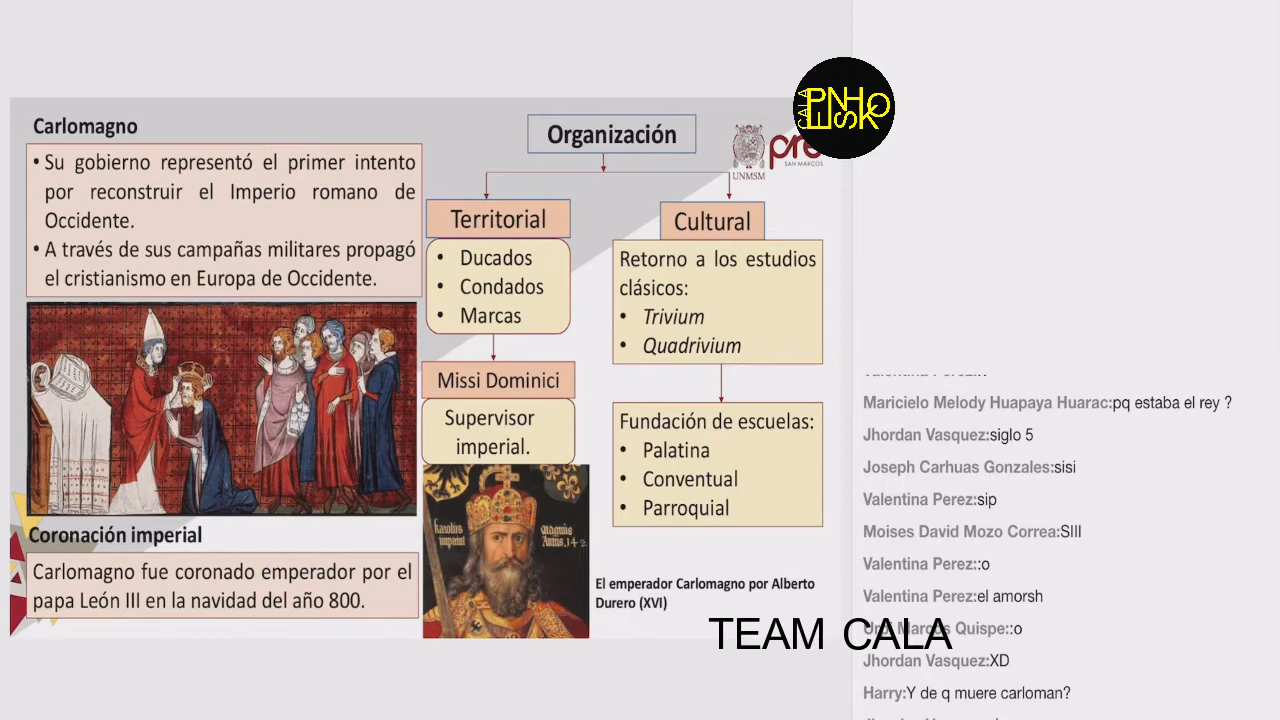 Carlomagno
• Su gobierno representó el primer intento
por reconstruir el Imperio romano de
Occidente.
• A través de sus campañas militares propagó
el cristianismo en Europa de Occidente.
Coronación imperial
Carlomagno fue coronado emperador por el
papa León III en la navidad del año 800.
Organización
Territorial
• Ducados
• Condados
• Marcas
Missi Dominici
Supervisor
imperial.
Cultural
Retorno a los estudios
clásicos:
• Trivium
• Quadrivium
Fundación de escuelas:
• Palatina
• Conventual
• Parroquial
El emperador Carlomagno por Alberto
Durero (XVI)
UNMSM
pre
SAN MARCOS
CALA
TEAM CALA
Maricielo Melody Huapaya Huarac:pq estaba el rey ?
Jhordan Vasquez:siglo 5
Joseph Carhuas Gonzales:sisi
Valentina Perez:sip
Moises David Mozo Correa:SIII
Valentina Perez::o
Valentina Perez:el amorsh
Marcos Quispe::o
Jhordan Vasquez:XD
Harry:Y de q muere carloman?